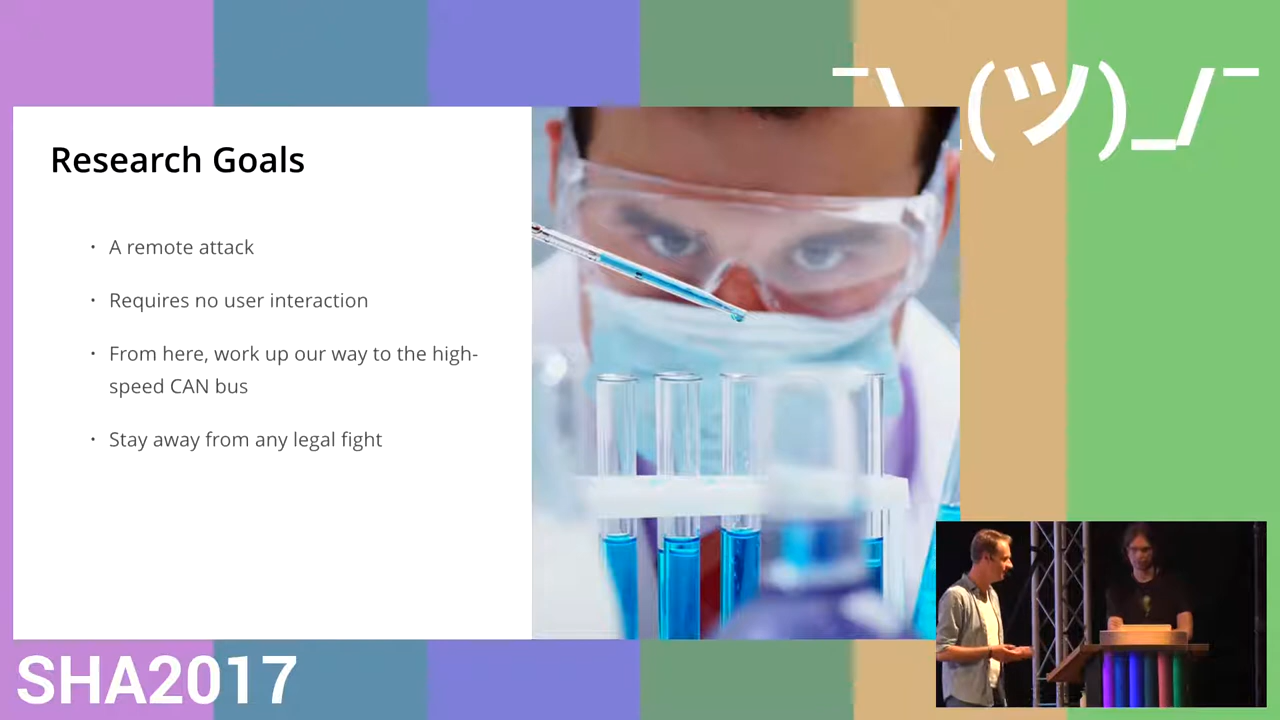 ¯\_(ツ)_/¯
Research Goals
· A remote attack
· Requires no user interaction
· From here, work up our way to the high-
speed CAN bus
· Stay away from any legal fight
SHA2017